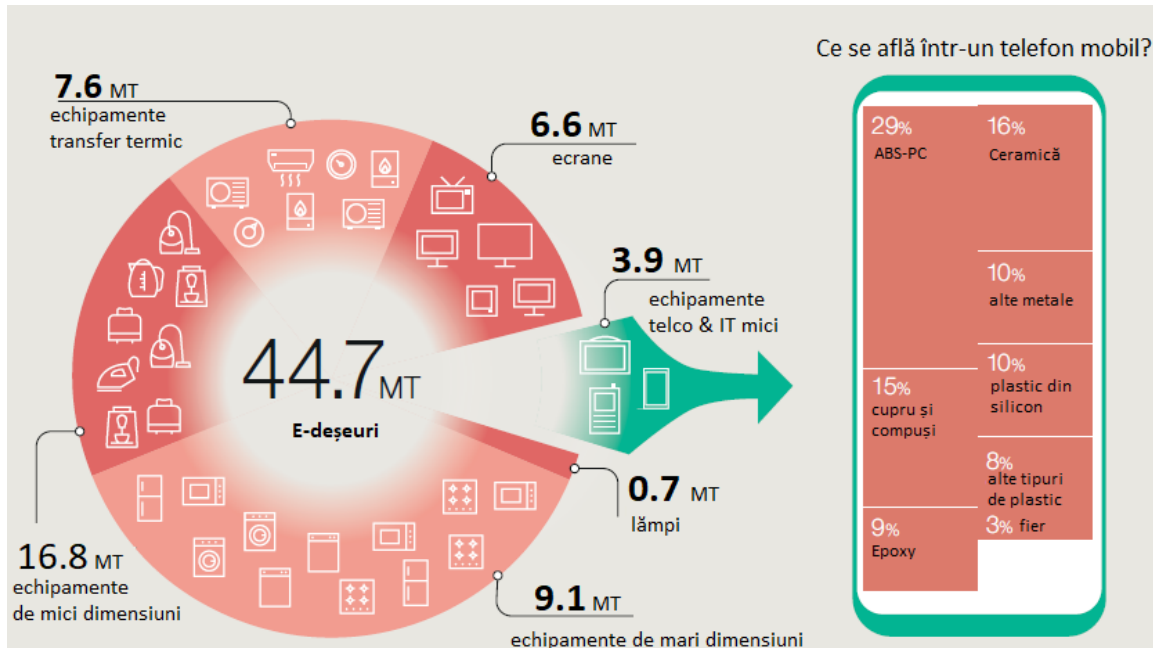 Ce se află într-un telefon mobil?
7.6 MT
echipamente
transfer termic
6.6 MT
ecrane
3.9 MT
echipamente
telco & IT mici
44.7MT
E-deșeuri
0.7 MT
lămpi
16.8 MT
echipamente
de mici dimensiuni
9.1 MT
echipamente de mari dimensiuni
29%
ABS-PC
15%
cupru și
compuși
9%
Epoxy
16%
Ceramică
10%
alte metale
10%
plastic din
silicon
8%
alte tipuri
de plastic
3% fier